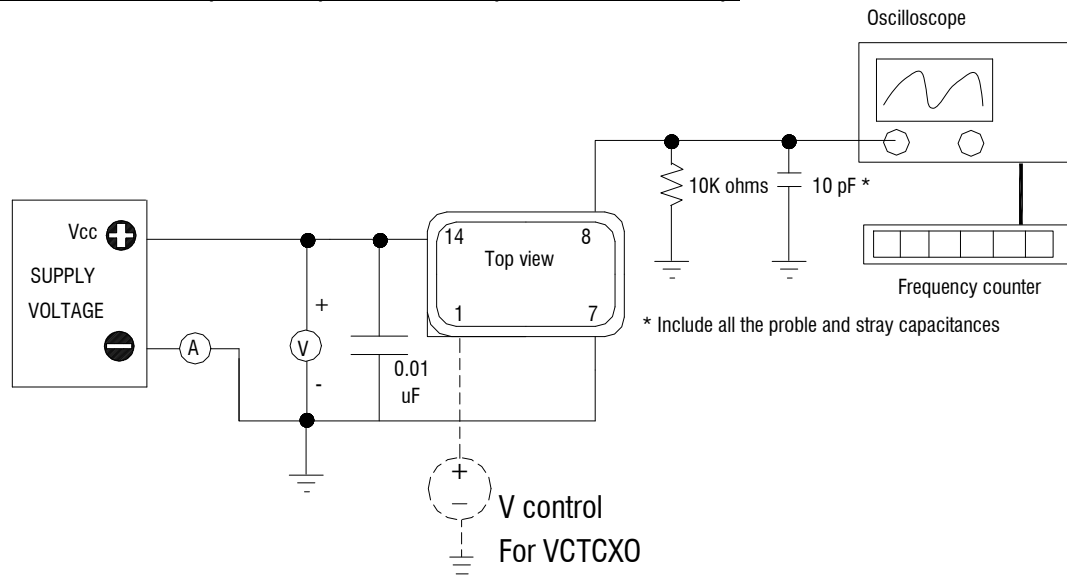 Oscilloscope
10K ohms
10 pF *
Vcc
14
8
Top view
SUPPLY
VOLTAGE
Frequency counter
+
1
7
* Include all the proble and stray capacitances
A
V
0.01
uF
-
+
−
V control
For VCTCXO